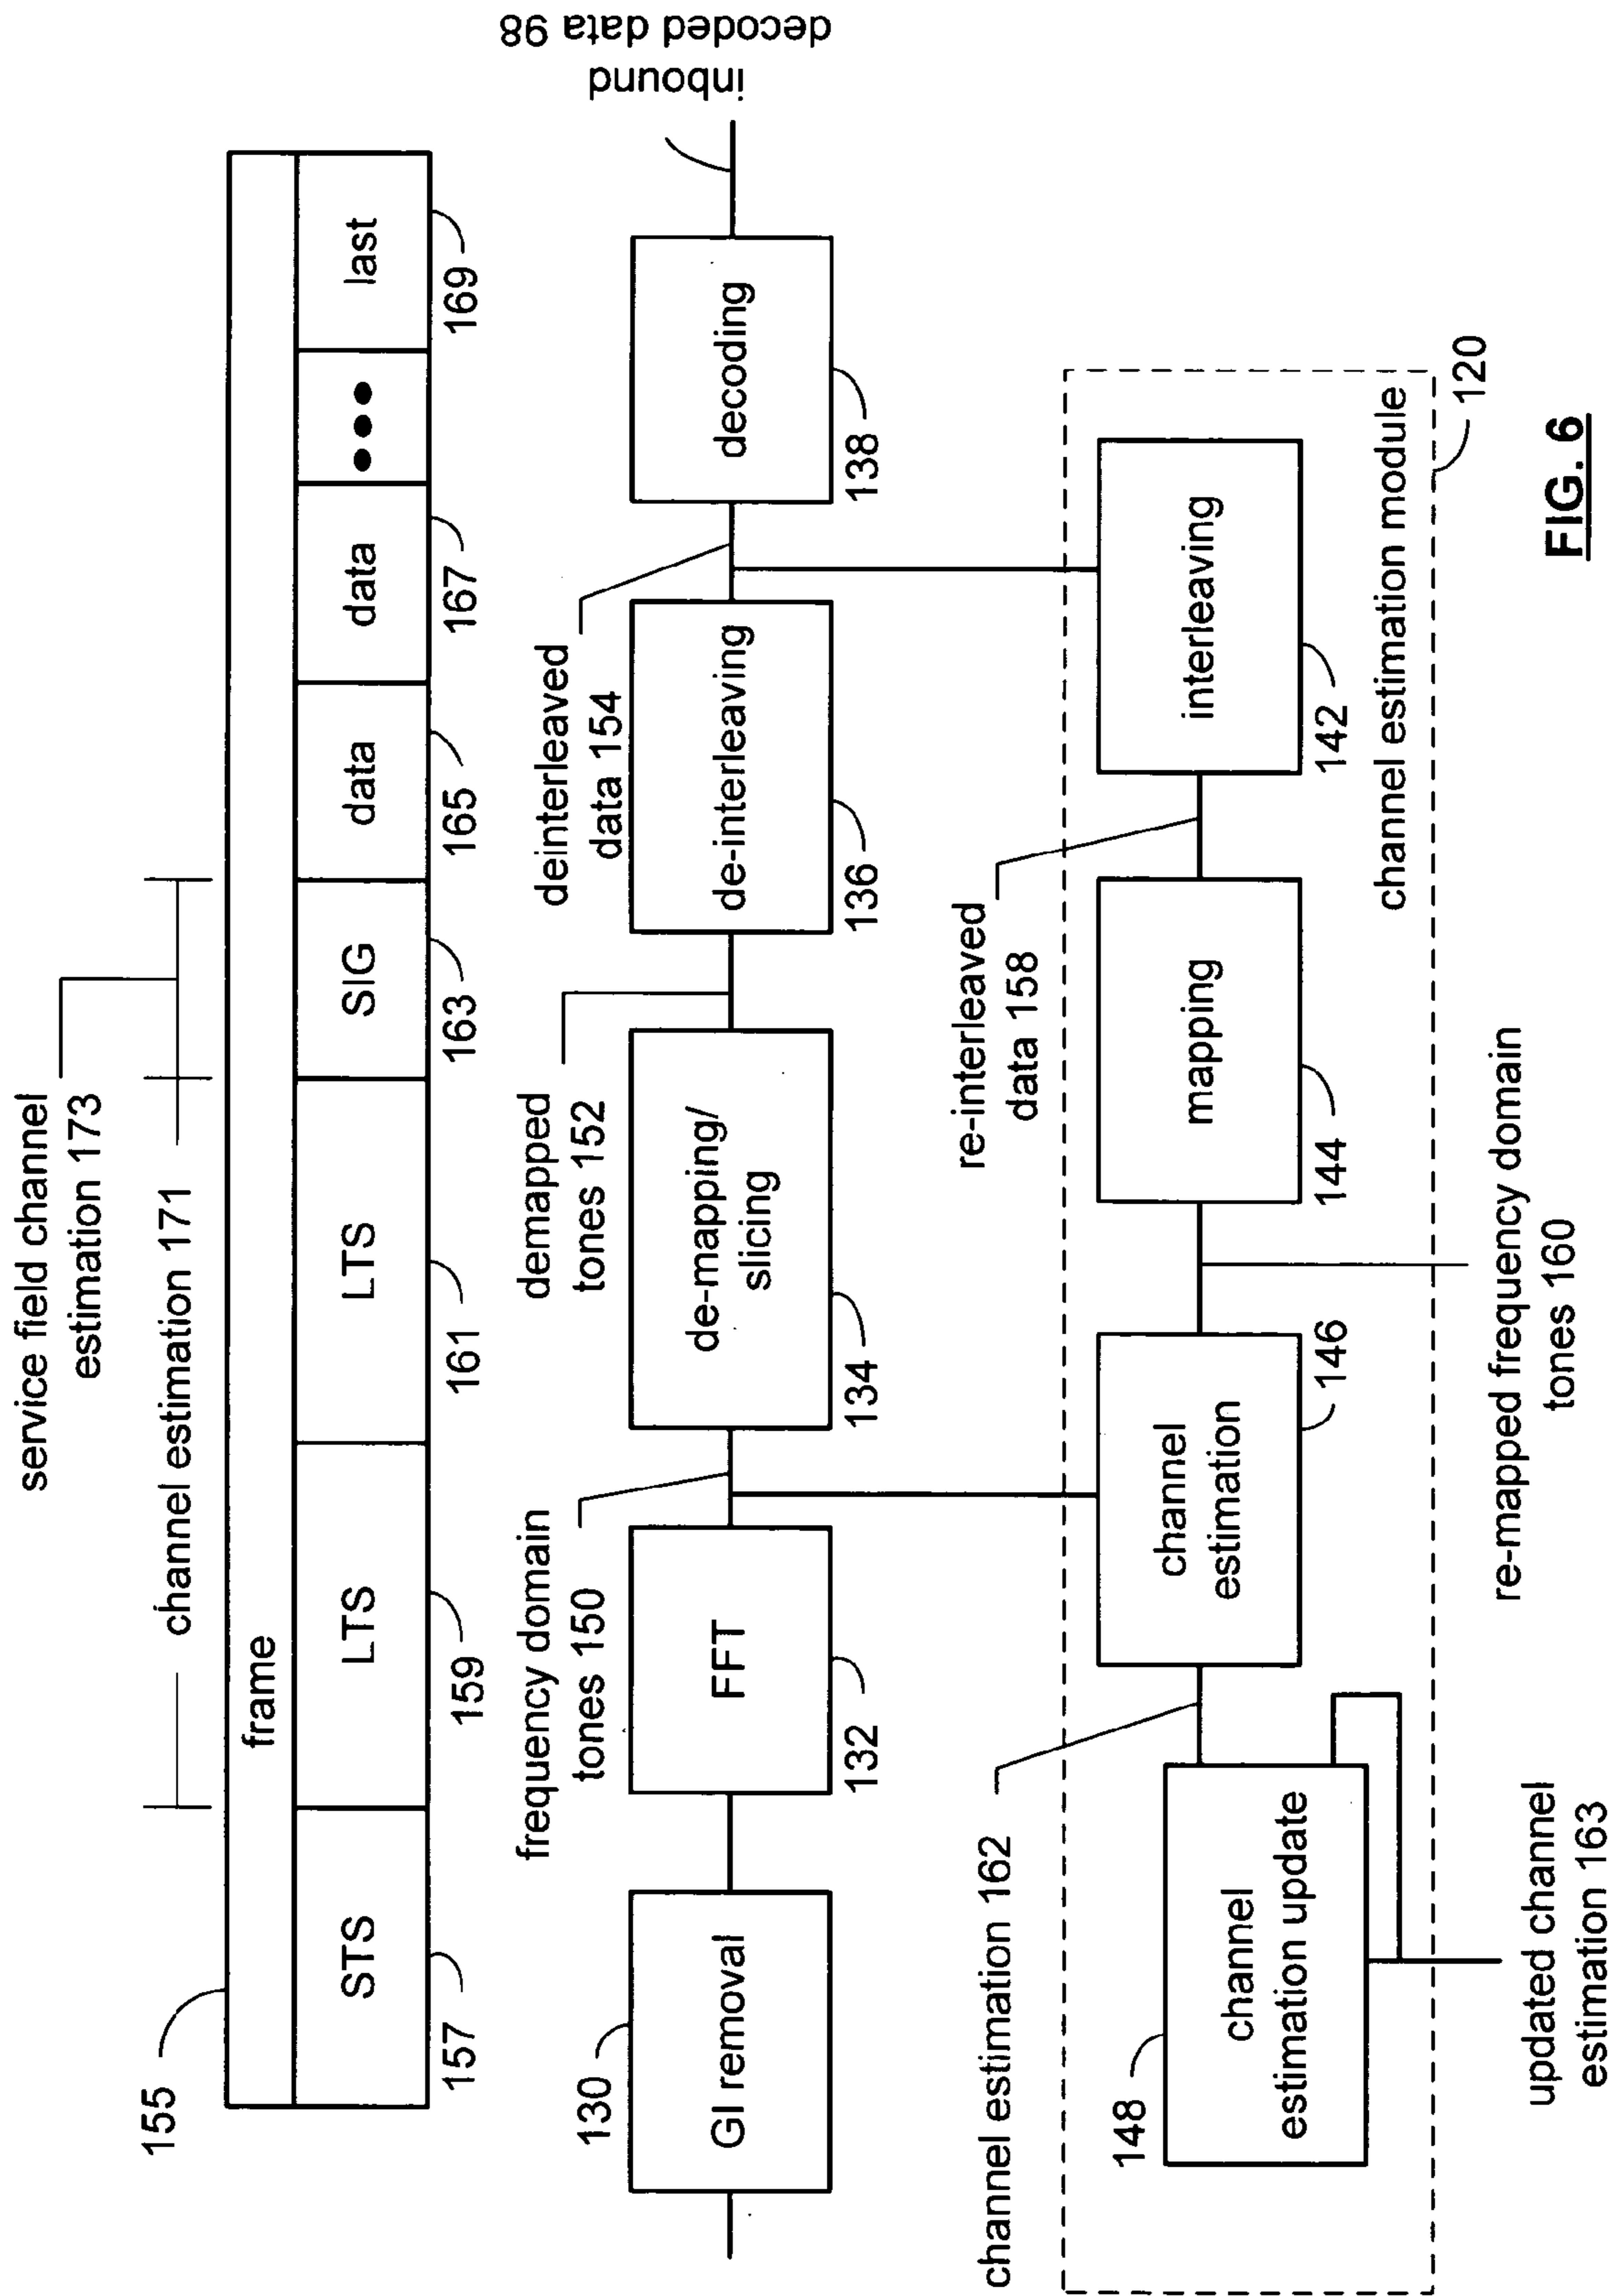 service field channel
estimation 173
channel estimation 171
155
frame
STS
LTS
LTS
SIG
data
data
•••
last
157
159
161
163
165
167
169
frequency domain
tones 150
demapped
tones 152
deinterleaved
data 154
inbound
decoded data 98
130
GI removal
FFT
de-mapping/
slicing
de-interleaving
decoding
132
134
136
138
channel estimation 162
re-interleaved
data 158
148
channel
estimation update
channel
estimation
mapping
interleaving
146
144
142
channel estimation module
120
updated channel
estimation 163
re-mapped frequency domain
tones 160
FIG. 6